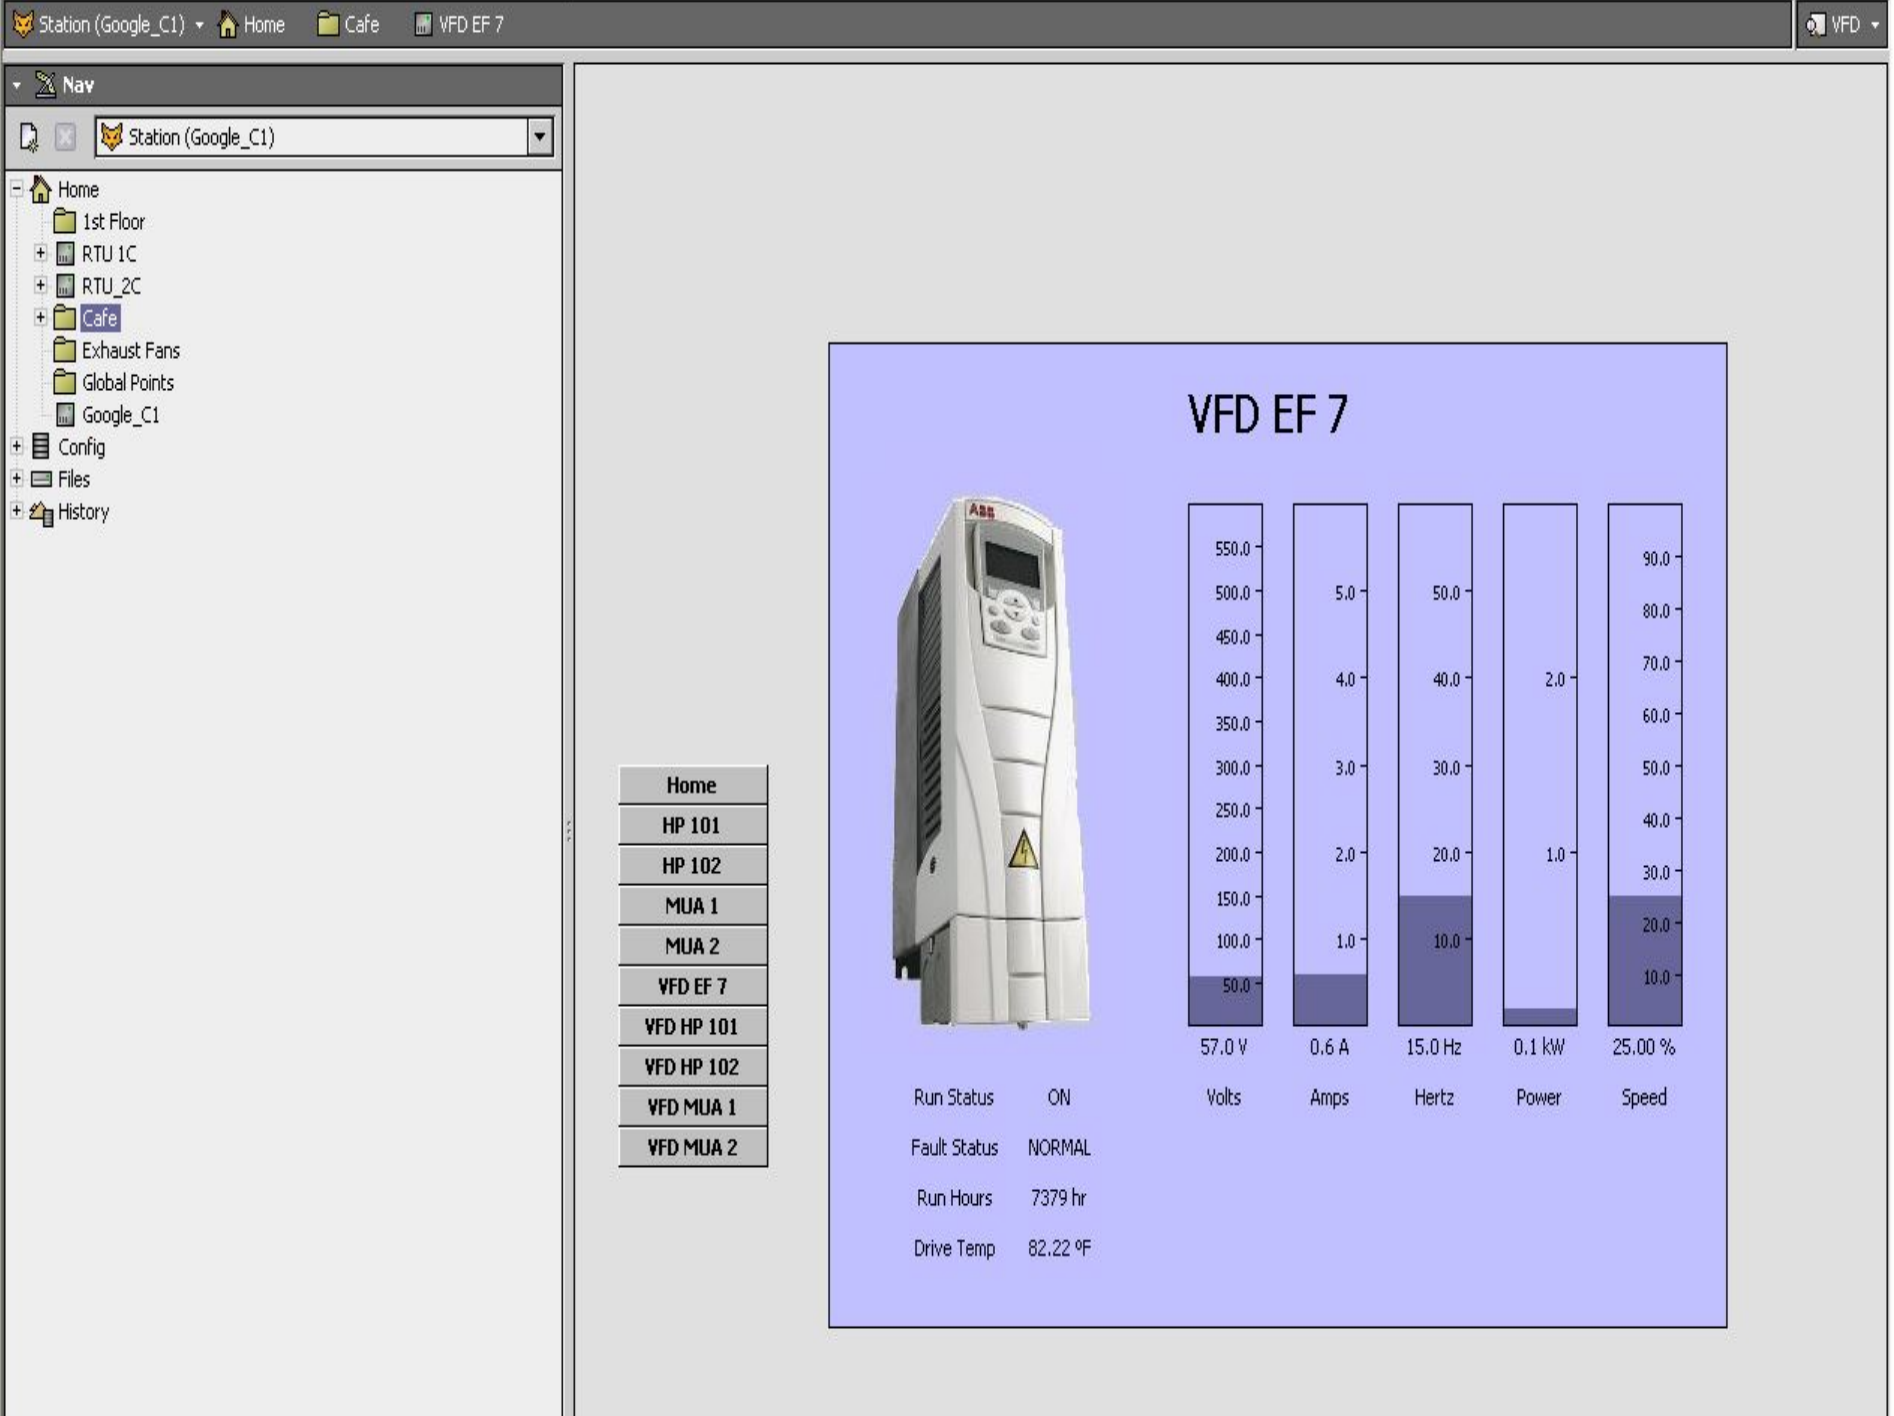 Station (Google_C1) Home Cafe VFD EF 7 VFD
Nav
Station (Google_C1)
Home
1st Floor
RTU 1C
RTU_2C
Cafe
Exhaust Fans
Global Points
Google_C1
Config
Files
History
Home
HP 101
HP 102
MUA 1
MUA 2
VFD EF 7
VFD HP 101
VFD HP 102
VFD MUA 1
VFD MUA 2
VFD EF 7
ABB
550.0
500.0
450.0
400.0
350.0
300.0
250.0
200.0
150.0
100.0
50.0
57.0 V
Volts
5.0
4.0
3.0
2.0
1.0
0.6 A
Amps
50.0
40.0
30.0
20.0
10.0
15.0 Hz
Hertz
2.0
1.0
0.1 kW
Power
90.0
80.0
70.0
60.0
50.0
40.0
30.0
20.0
10.0
25.00 %
Speed
Run Status ON
Fault Status NORMAL
Run Hours 7379 hr
Drive Temp 82.22 ºF